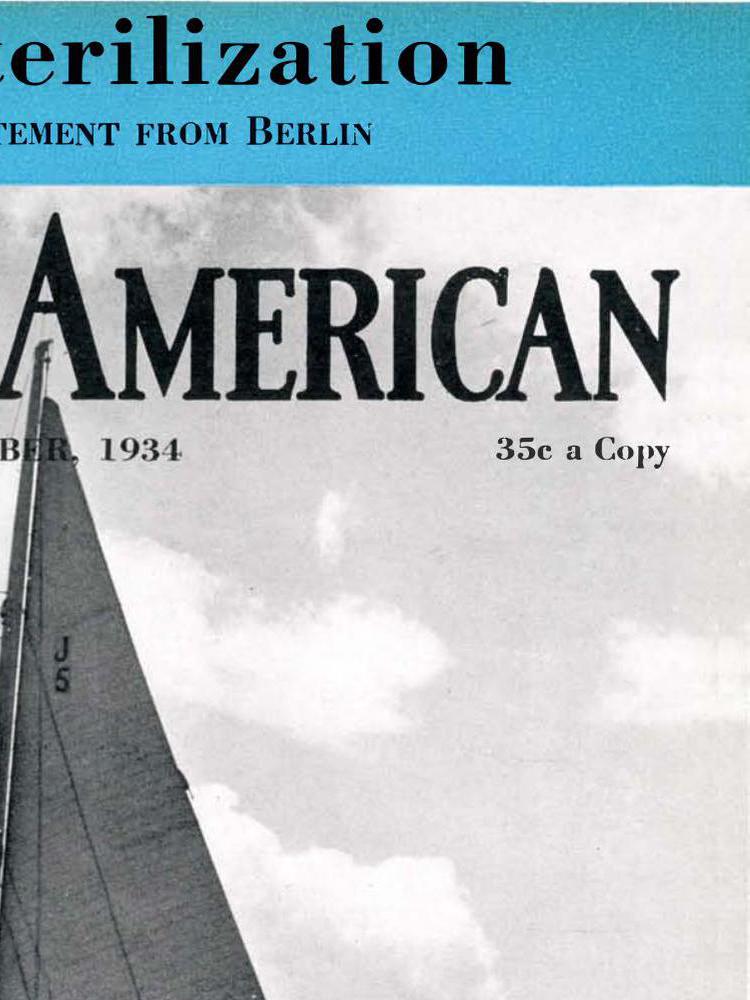 terilization
TEMENT FROM BERLIN
AMERICAN
BER, 1934
35c a Copy
J
5